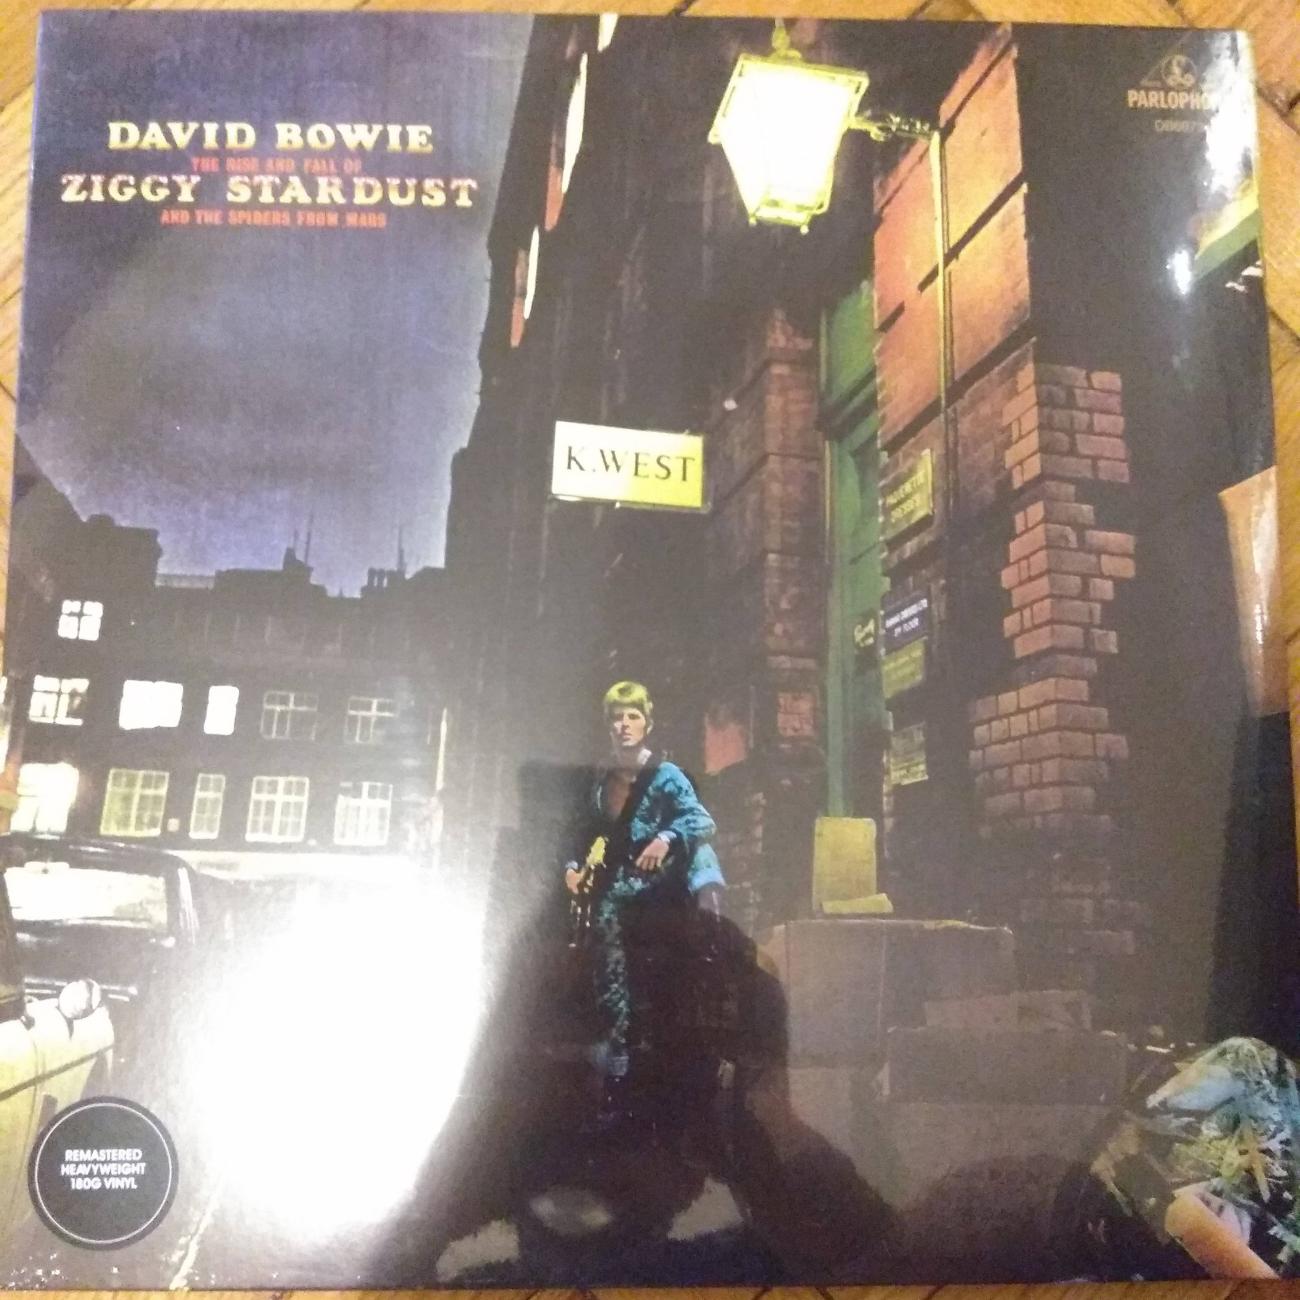 DAVID BOWIE
THE RISE AND FALL OF
ZIGGY STARDUST
AND THE SPIDERS FROM MARS
PARLOPHO
K.WEST
REMASTERED
HEAVYWEIGHT
180G VINYL